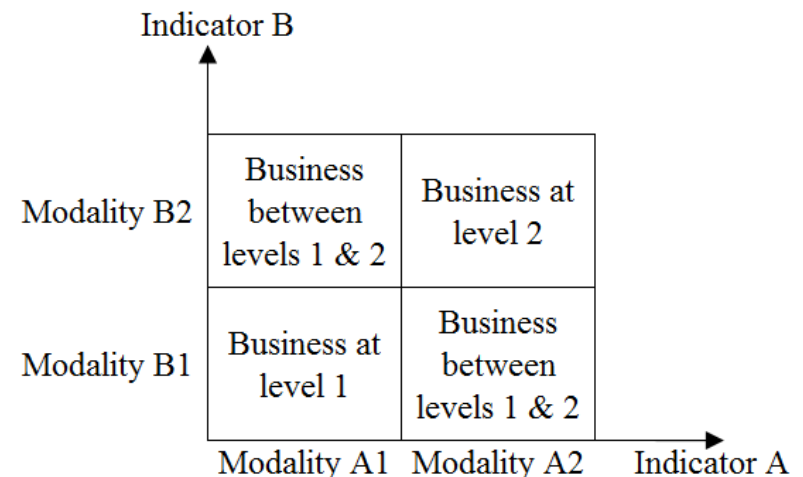 Indicator B
Business
between
levels 1 & 2
Business at
level 2
Modality B2
Business at
level 1
Business
between
levels 1 & 2
Modality B1
Modality A1
Modality A2
Indicator A